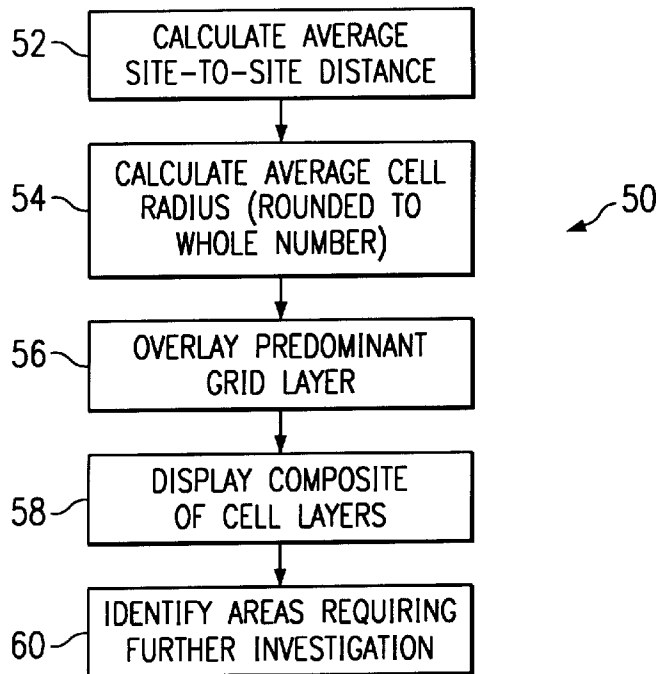 52
CALCULATE AVERAGE
SITE-TO-SITE DISTANCE
54
CALCULATE AVERAGE CELL
RADIUS (ROUNDED TO
WHOLE NUMBER)
50
56
OVERLAY PREDOMINANT
GRID LAYER
58
DISPLAY COMPOSITE
OF CELL LAYERS
60
IDENTIFY AREAS REQUIRING
FURTHER INVESTIGATION